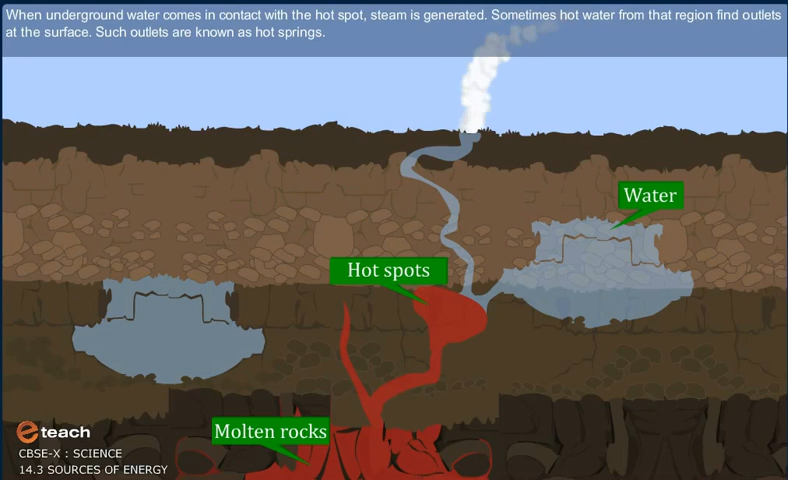 When underground water comes in contact with the hot spot, steam is generated. Sometimes hot water from that region find outlets
at the surface. Such outlets are known as hot springs.
Water
Hot spots
Molten rocks
e teach
CBSE-X : SCIENCE
14.3 SOURCES OF ENERGY